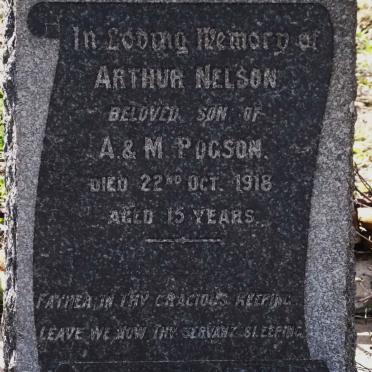 In Loving Memory of
ARTHUR NELSON
BELOVED SON OF
A. & M. POGSON.
DIED 22ND OCT. 1918
AGED 15 YEARS.
FATHER IN THY GRACIOUS KEEPING
LEAVE WE NOW THY SERVANT SLEEPING